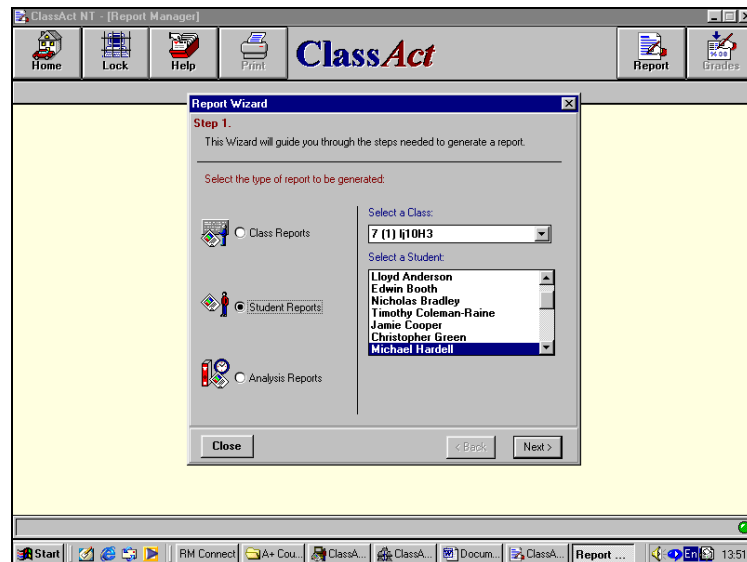 ClassAct NT - [Report Manager]
Home
Lock
Help
Print
ClassAct
Report
Grades
Report Wizard
Step 1.
This Wizard will guide you through the steps needed to generate a report.
Select the type of report to be generated:
Class Reports
Student Reports
Analysis Reports
Select a Class:
7 (1) lj10H3
Select a Student:
Lloyd Anderson
Edwin Booth
Nicholas Bradley
Timothy Coleman-Raine
Jamie Cooper
Christopher Green
Michael Hardell
Close
< Back
Next >
Start
RM Connect
A+ Cou...
ClassA...
ClassA...
Docum...
ClassA...
Report ...
En
13:51